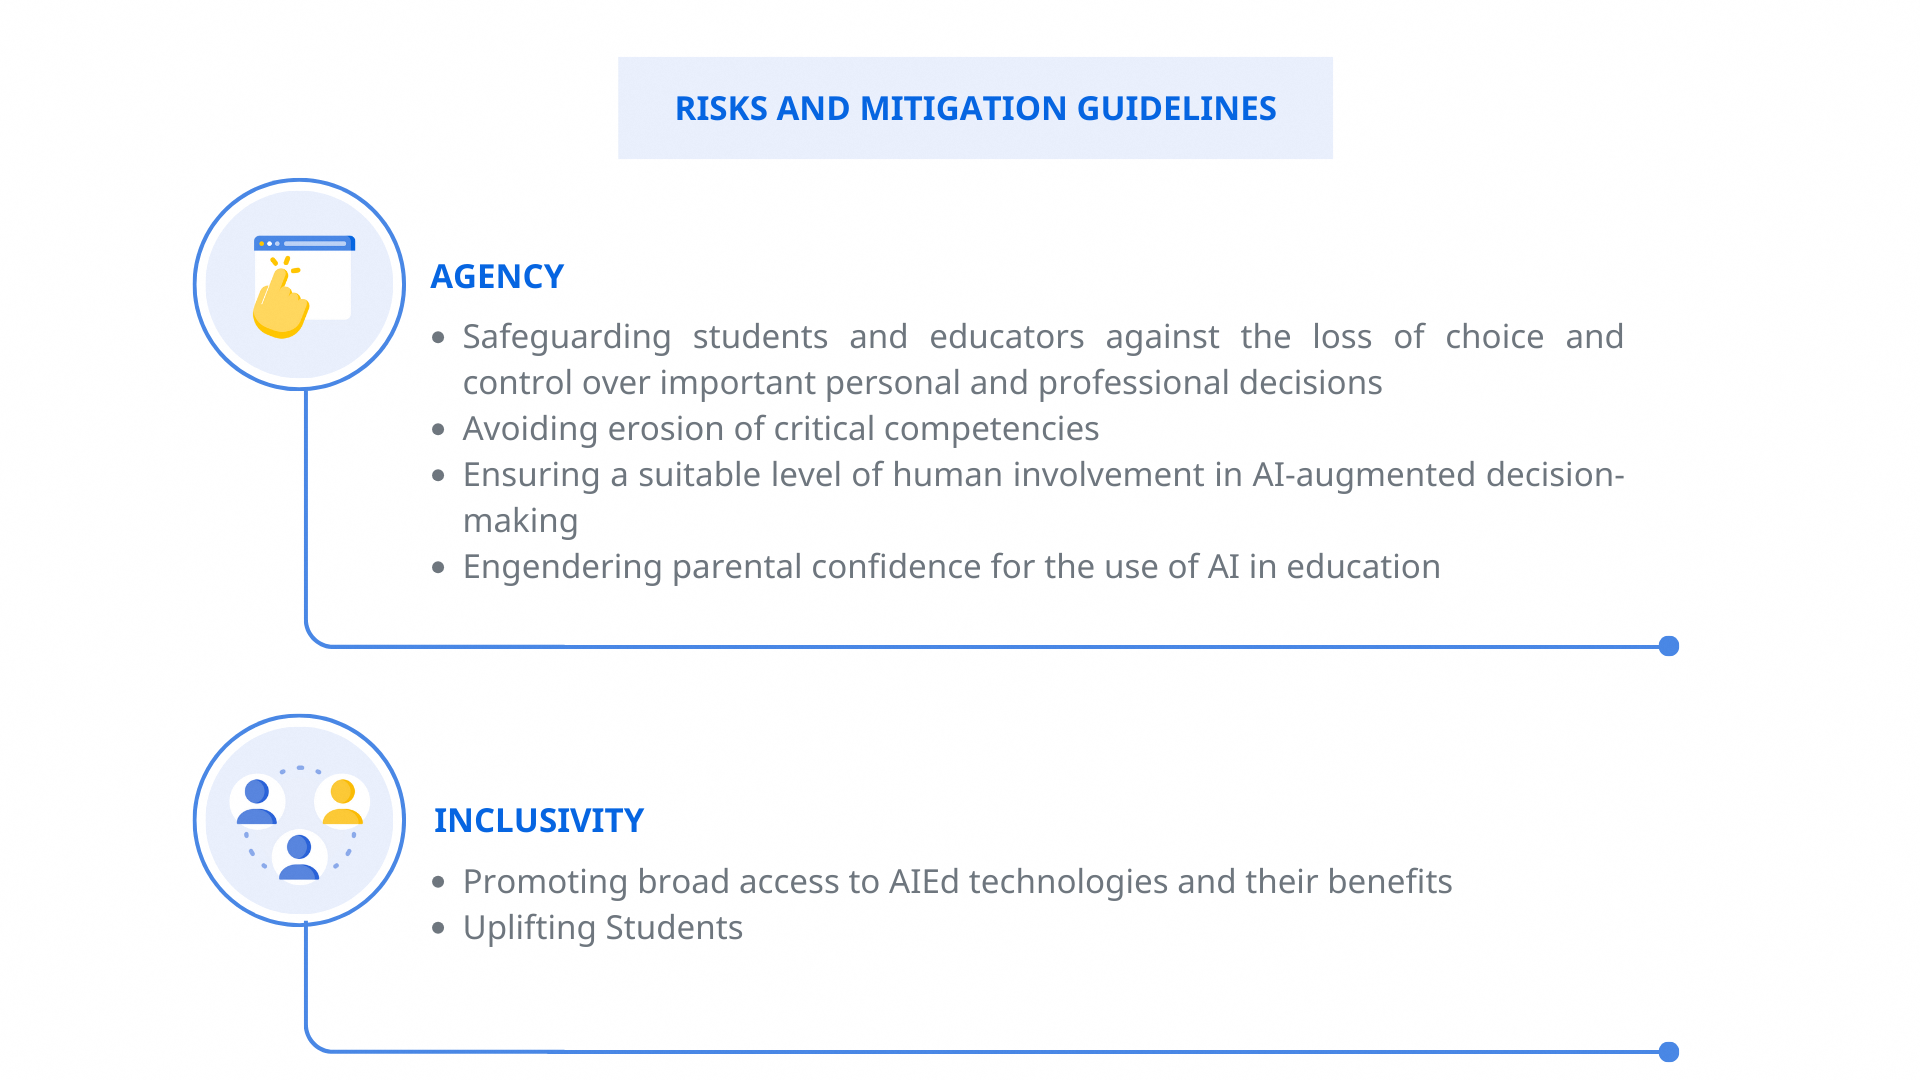 RISKS AND MITIGATION GUIDELINES
AGENCY
• Safeguarding students and educators against the loss of choice and
control over important personal and professional decisions
• Avoiding erosion of critical competencies
• Ensuring a suitable level of human involvement in AI-augmented decision-
making
• Engendering parental confidence for the use of AI in education
INCLUSIVITY
• Promoting broad access to AIEd technologies and their benefits
• Uplifting Students